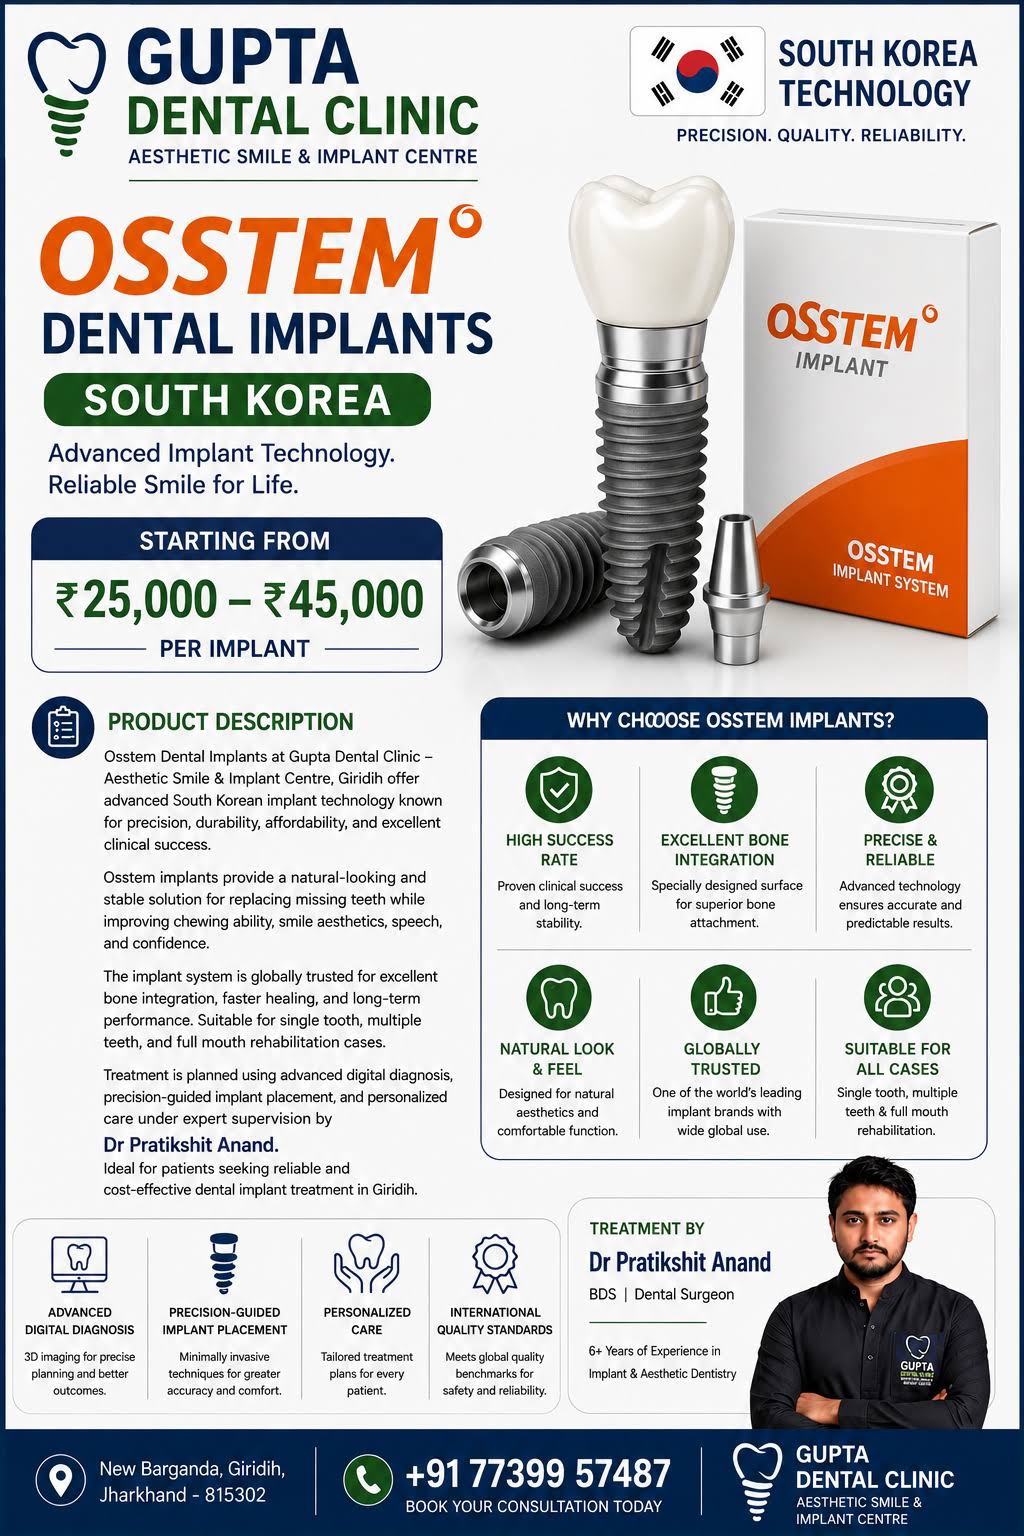 GUPTA
DENTAL CLINIC
AESTHETIC SMILE & IMPLANT CENTRE
SOUTH KOREA
TECHNOLOGY
PRECISION. QUALITY. RELIABILITY.
OSSTEM
DENTAL IMPLANTS
SOUTH KOREA
Advanced Implant Technology.
Reliable Smile for Life.
STARTING FROM
₹25,000 – ₹45,000
PER IMPLANT
OSSTEM
IMPLANT
OSSTEM
IMPLANT SYSTEM
PRODUCT DESCRIPTION
Osstem Dental Implants at Gupta Dental Clinic –
Aesthetic Smile & Implant Centre, Giridih offer
advanced South Korean implant technology known
for precision, durability, affordability, and excellent
clinical success.
Osstem implants provide a natural-looking and
stable solution for replacing missing teeth while
improving chewing ability, smile aesthetics, speech,
and confidence.
The implant system is globally trusted for excellent
bone integration, faster healing, and long-term
performance. Suitable for single tooth, multiple
teeth, and full mouth rehabilitation cases.
Treatment is planned using advanced digital diagnosis,
precision-guided implant placement, and personalized
care under expert supervision by
Dr Pratikshit Anand.
Ideal for patients seeking reliable and
cost-effective dental implant treatment in Giridih.
WHY CHOOSE OSSTEM IMPLANTS?
HIGH SUCCESS
RATE
Proven clinical success
and long-term
stability.
EXCELLENT BONE
INTEGRATION
Specially designed surface
for superior bone
attachment.
PRECISE &
RELIABLE
Advanced technology
ensures accurate and
predictable results.
NATURAL LOOK
& FEEL
Designed for natural
aesthetics and
comfortable function.
GLOBALLY
TRUSTED
One of the world's leading
implant brands with
wide global use.
SUITABLE FOR
ALL CASES
Single tooth, multiple
teeth & full mouth
rehabilitation.
ADVANCED
DIGITAL DIAGNOSIS
3D imaging for precise
planning and better
outcomes.
PRECISION-GUIDED
IMPLANT PLACEMENT
Minimally invasive
techniques for greater
accuracy and comfort.
PERSONALIZED
CARE
Tailored treatment
plans for every
patient.
INTERNATIONAL
QUALITY STANDARDS
Meets global quality
benchmarks for
safety and reliability.
TREATMENT BY
Dr Pratikshit Anand
BDS | Dental Surgeon
6+ Years of Experience in
Implant & Aesthetic Dentistry
GUPTA
New Barganda, Giridih,
Jharkhand - 815302
+91 77399 57487
BOOK YOUR CONSULTATION TODAY
GUPTA
DENTAL CLINIC
AESTHETIC SMILE &
IMPLANT CENTRE